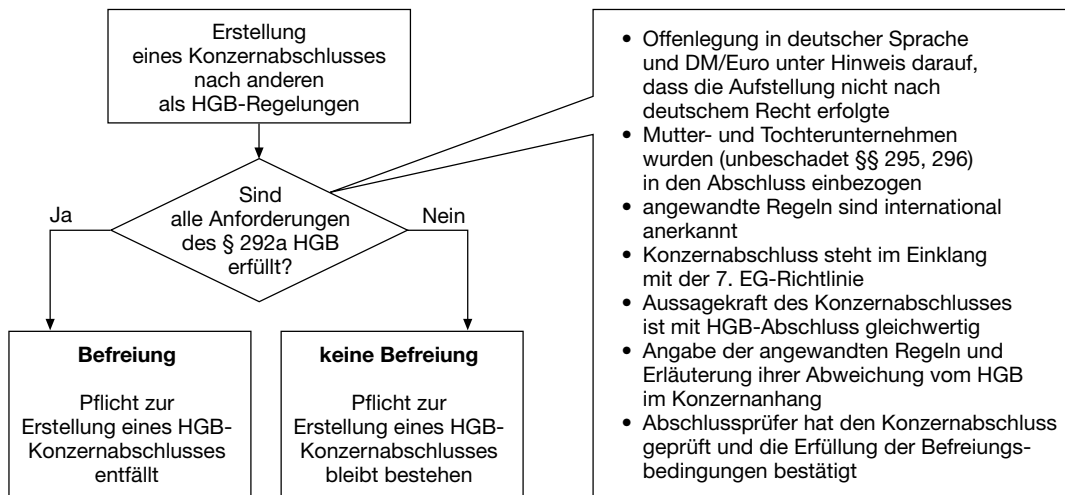 Erstellung
eines Konzernabschlusses
nach anderen
als HGB-Regelungen
Sind
alle Anforderungen
des § 292a HGB
erfüllt?
Ja
Nein
Befreiung
Pflicht zur
Erstellung eines HGB-
Konzernabschlusses
entfällt
keine Befreiung
Pflicht zur
Erstellung eines HGB-
Konzernabschlusses
bleibt bestehen
• Offenlegung in deutscher Sprache
und DM/Euro unter Hinweis darauf,
dass die Aufstellung nicht nach
deutschem Recht erfolgte
• Mutter- und Tochterunternehmen
wurden (unbeschadet §§ 295, 296)
in den Abschluss einbezogen
• angewandte Regeln sind international
anerkannt
• Konzernabschluss steht im Einklang
mit der 7. EG-Richtlinie
• Aussagekraft des Konzernabschlusses
ist mit HGB-Abschluss gleichwertig
• Angabe der angewandten Regeln und
Erläuterung ihrer Abweichung vom HGB
im Konzernanhang
• Abschlussprüfer hat den Konzernabschluss
geprüft und die Erfüllung der Befreiungs-
bedingungen bestätigt